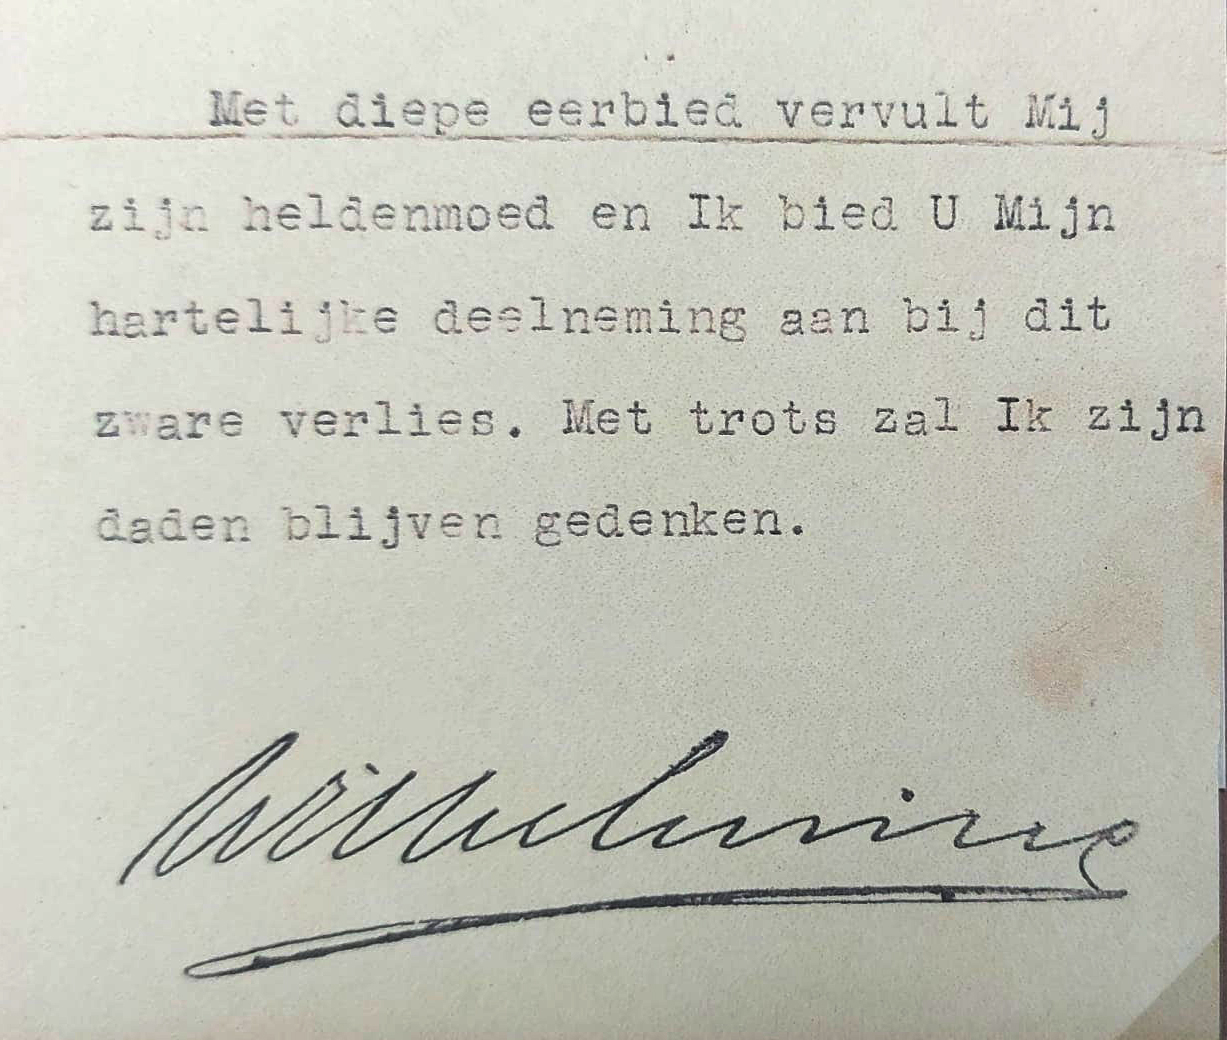 Met diepe eerbied vervult Mij
zijn heldenmoed en Ik bied U Mijn
hartelijke deelneming aan bij dit
zware verlies. Met trots zal Ik zijn
daden blijven gedenken.
Wilhelmina